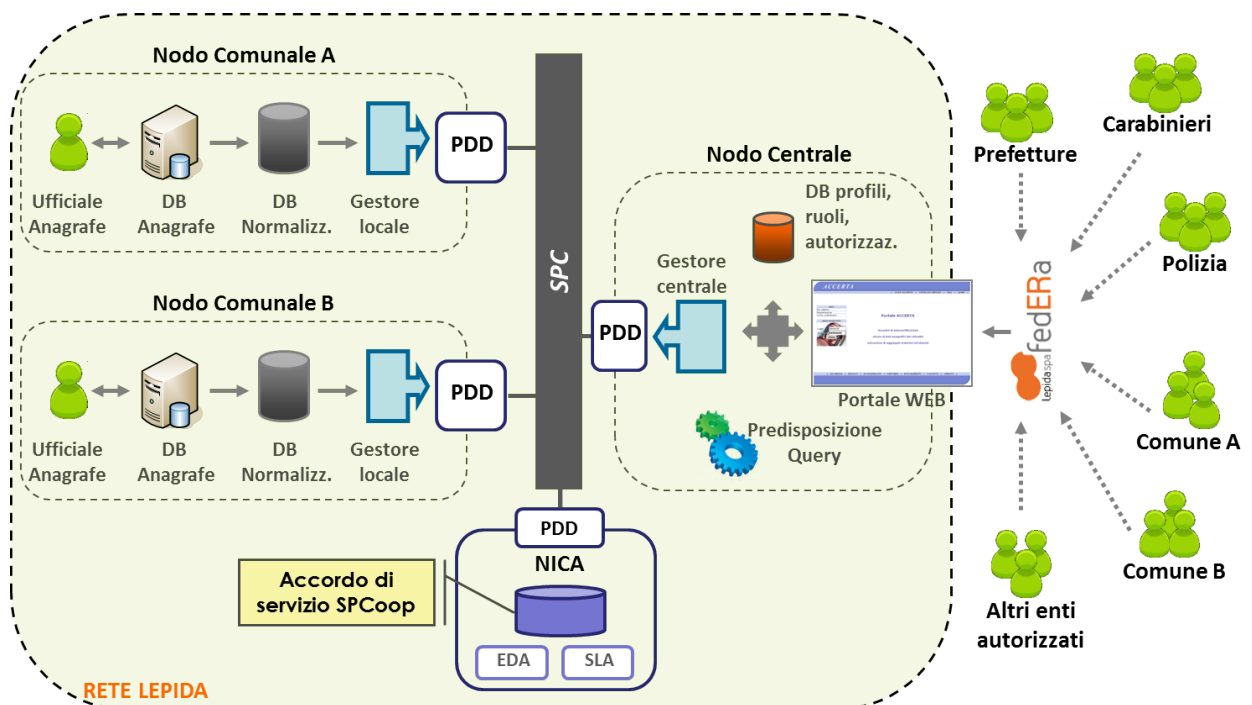 Nodo Comunale A
Ufficiale
Anagrafe
DB
Anagrafe
DB
Normalizz.
Gestore
locale
PDD
Nodo Comunale B
Ufficiale
Anagrafe
DB
Anagrafe
DB
Normalizz.
Gestore
locale
PDD
SPC
Nodo Centrale
DB profili,
ruoli,
autorizzaz.
Gestore
centrale
PDD
ACCERTA
Portale ACCERTA
Portale WEB
Predisposizione
Query
PDD
NICA
Accordo di
servizio SPCoop
EDA
SLA
RETE LEPIDA
Prefetture
Carabinieri
Polizia
fedERa
Lepidaspa
Comune A
Comune B
Altri enti
autorizzati